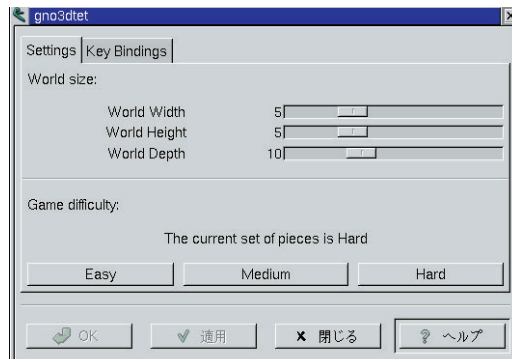 gno3dtet
Settings Key Bindings
World size:
World Width 5
World Height 5
World Depth 10
Game difficulty:
The current set of pieces is Hard
Easy Medium Hard
OK 適用 閉じる ヘルプ